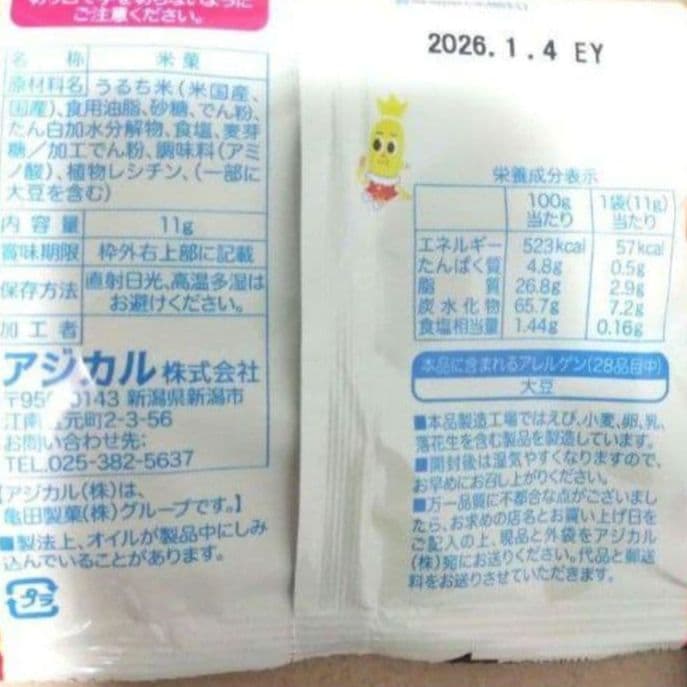 ご注意ください。
2026.1.4 EY
名 称 米菓
原材料名 うるち米(米国産、
国産)、食用油脂、砂糖、でん粉、
たん白加水分解物、食塩、麦芽
糖/加工でん粉、調味料(アミ
ノ酸)、植物レシチン、(一部に
大豆を含む)
内容量 11g
賞味期限 枠外右上部に記載
保存方法 直射日光、高温多湿は
お避けください。
加工者
アジカル株式会社
〒95 0143 新潟県新潟市
江南 元町2-3-56
お問い合わせ先:
TEL.025-382-5637
【アジカル(株)は、
亀田製菓(株)グループです。】
■製法上、オイルが製品中にしみ
込んでいることがあります。
プラ
栄養成分表示
100g当たり 1袋(11g)当たり
エネルギー 523kcal 57kcal
たんぱく質 4.8g 0.5g
脂質 26.8g 2.9g
炭水化物 65.7g 7.2g
食塩相当量 1.44g 0.16g
本品に含まれるアレルゲン(28品目中)
大豆
■本品製造工場ではえび、小麦、卵、乳、
落花生を含む製品を製造しています。
■開封後は湿気やすくなりますので、
お早めにお召し上がりください。
■万一品質に不都合な点がございまし
たら、お求めの店名とお買い上げ日を
ご記入の上、現品と外袋をアジカル
(株)宛にお送りください。代品と郵送
料をお送りさせていただきます。